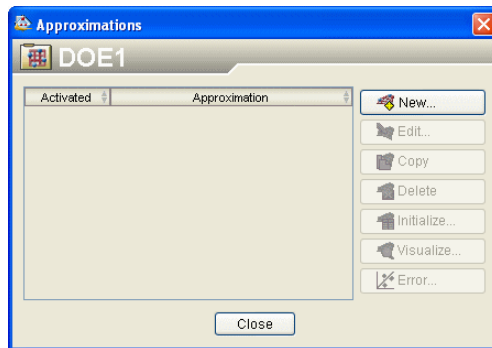 Approximations
DOE1
Activated Approximation
New...
Edit...
Copy
Delete
Initialize...
Visualize...
Error...
Close